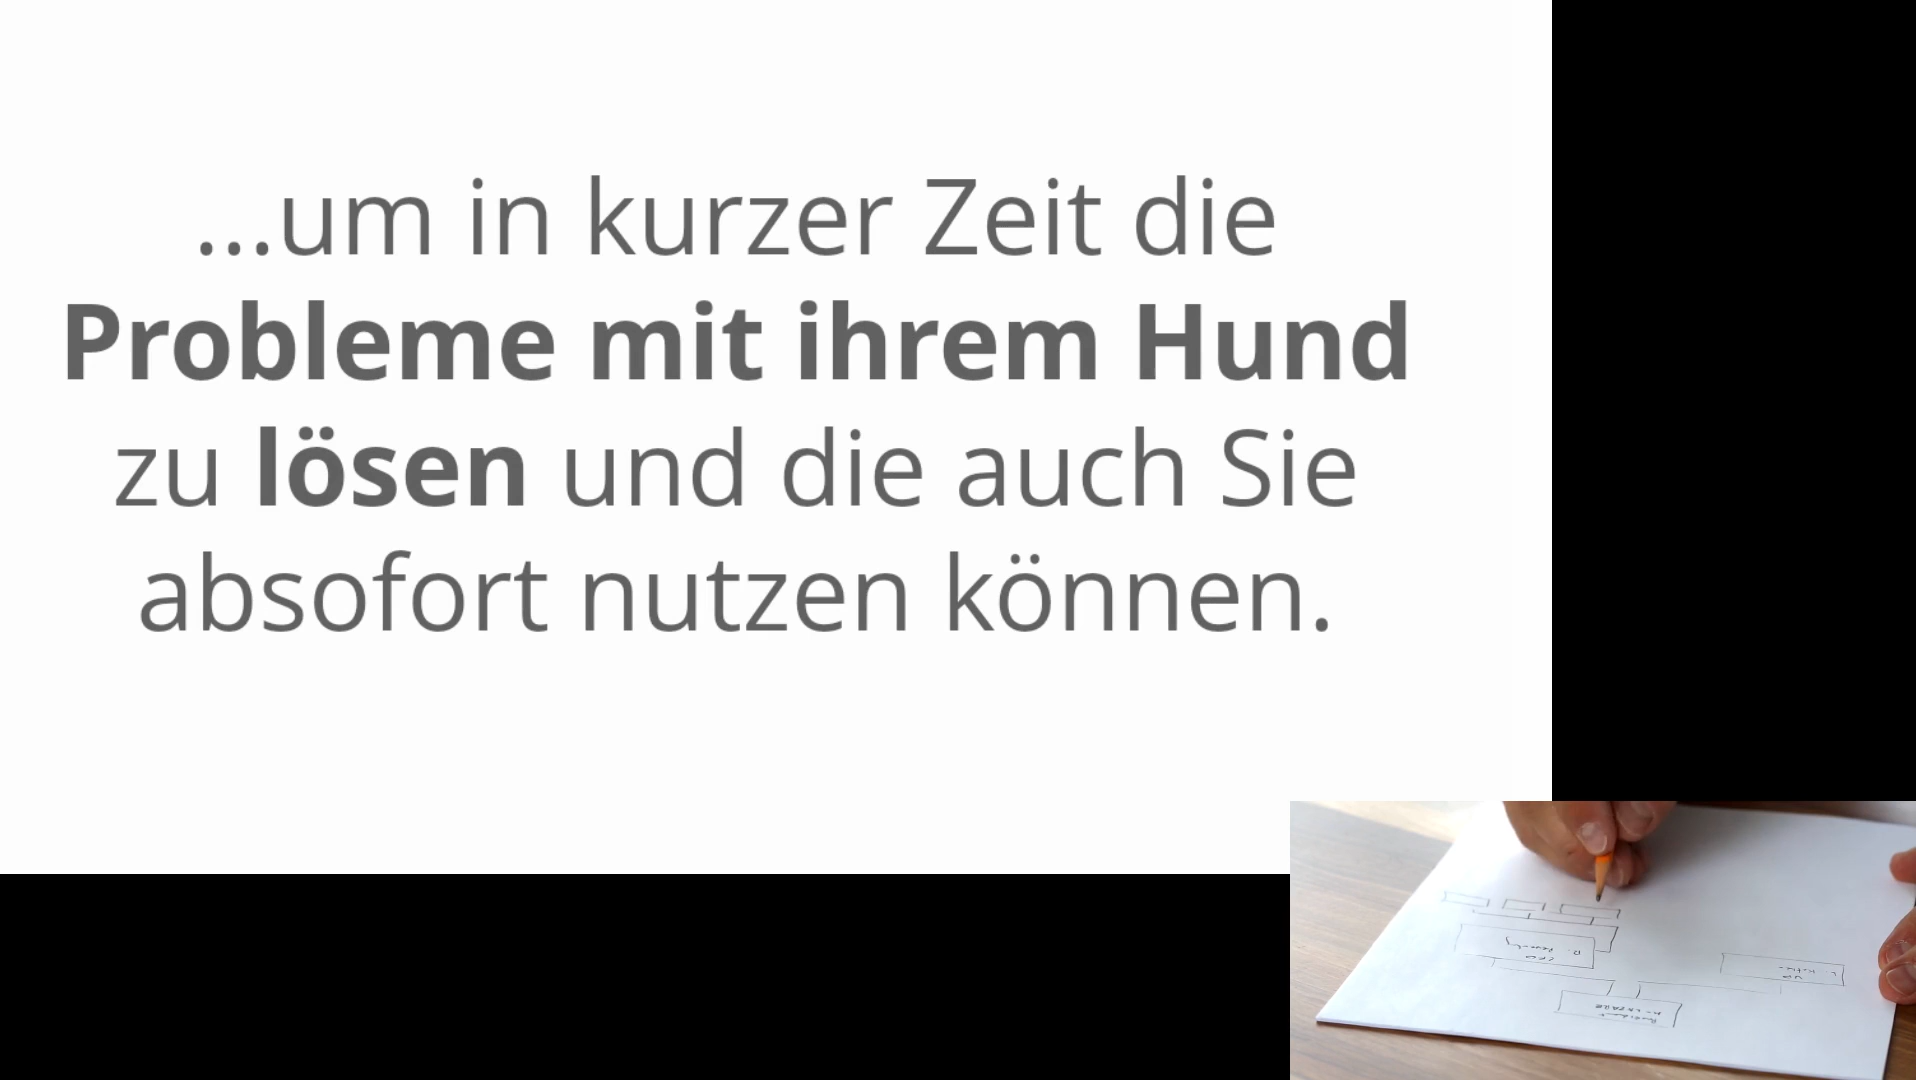 ...um in kurzer Zeit die
Probleme mit ihrem Hund
zu lösen und die auch Sie
absofort nutzen können.